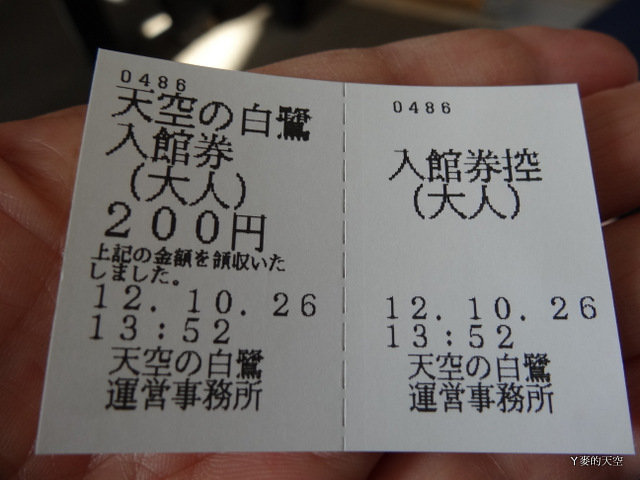 0486
天空の白鷺
入館券
(大人)
200円
上記の金額を領収いた
しました。
12.10.26
13:52
天空の白鷺
運営事務所
0486
入館券控
(大人)
12.10.26
13:52
天空の白鷺
運営事務所
Y麥的天空